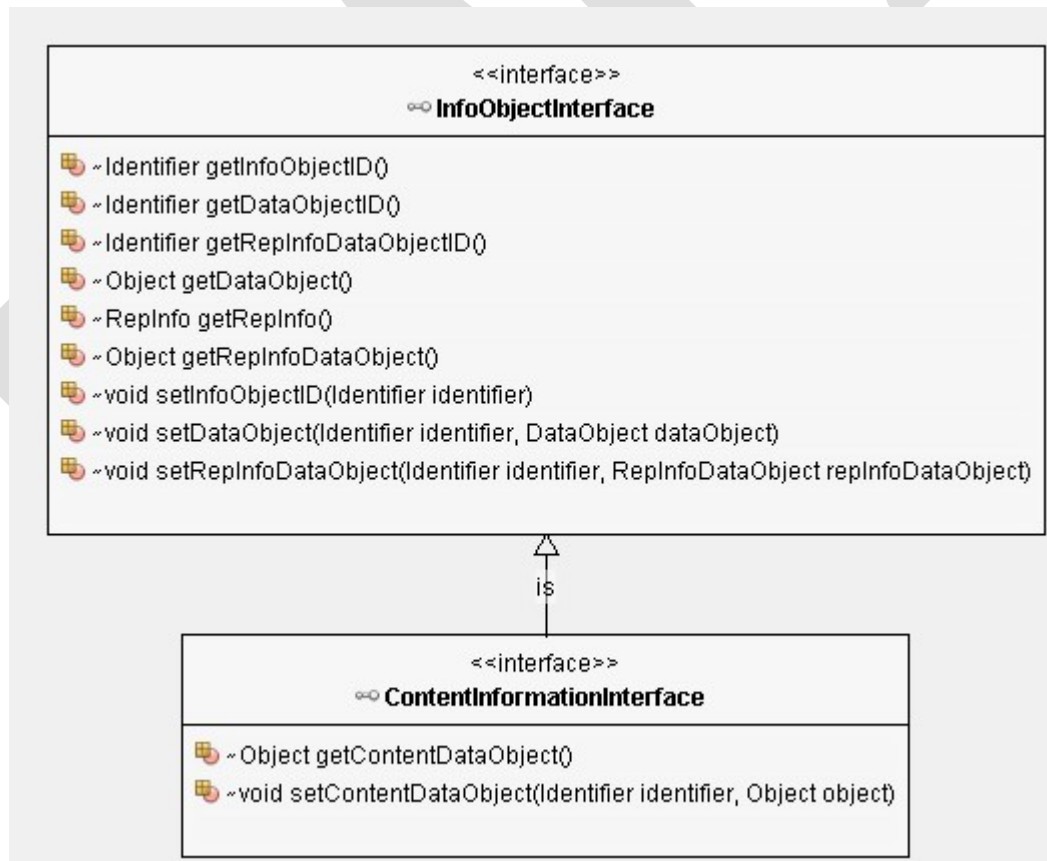 <<interface>>
InfoObjectInterface
~Identifier getInfoObjectID()
~Identifier getDataObjectID()
~Identifier getRepInfoDataObjectID()
~Object getDataObject()
~RepInfo getRepInfo()
~Object getRepInfoDataObject()
~void setInfoObjectID(Identifier identifier)
~void setDataObject(Identifier identifier, DataObject dataObject)
~void setRepInfoDataObject(Identifier identifier, RepInfoDataObject repInfoDataObject)
is
<<interface>>
ContentInformationInterface
~Object getContentDataObject()
~void setContentDataObject(Identifier identifier, Object object)